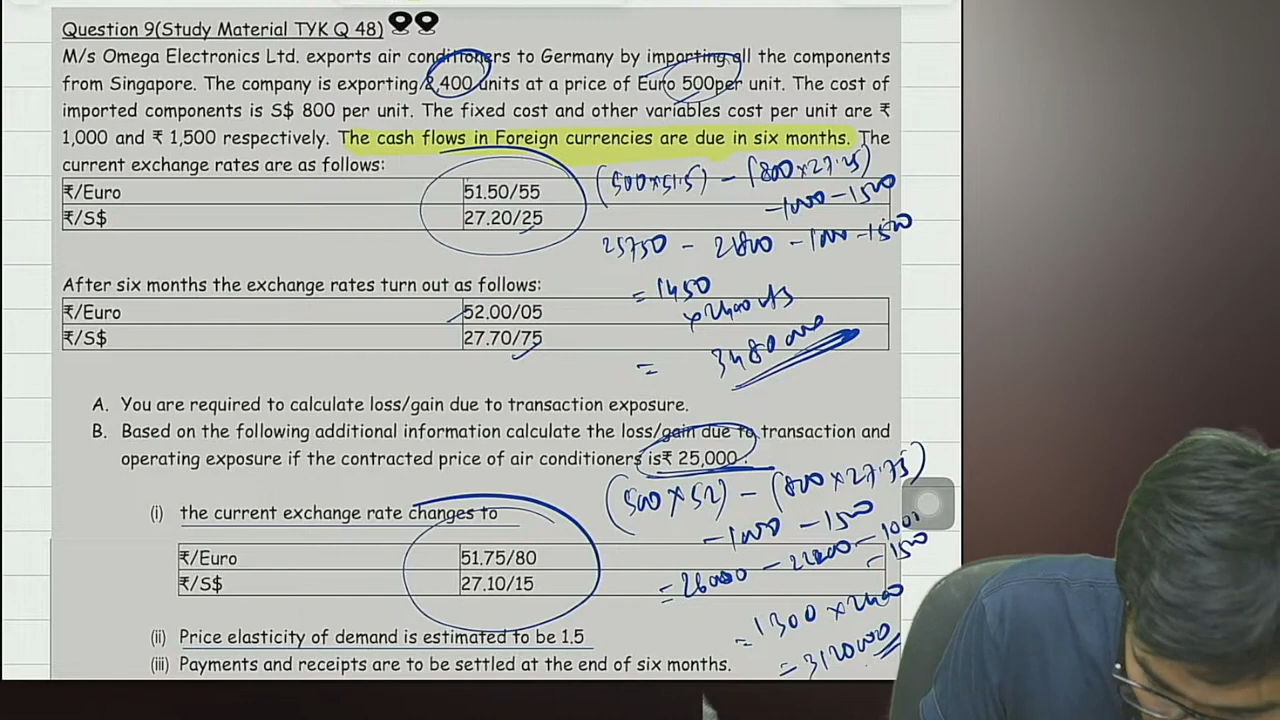 Question 9(Study Material TYK Q 48)
M/s Omega Electronics Ltd. exports air conditioners to Germany by importing all the components
from Singapore. The company is exporting 2,400 units at a price of Euro 500per unit. The cost of
imported components is S$ 800 per unit. The fixed cost and other variables cost per unit are ₹
1,000 and ₹ 1,500 respectively. The cash flows in Foreign currencies are due in six months. The
current exchange rates are as follows:
₹/Euro 51.50/55
₹/S$ 27.20/25
(500×51.5) - (800×27.25)
-1000-1500
25750 - 21800 - 1000-1500
= 1450
×2400 uts
= 3480000
After six months the exchange rates turn out as follows:
₹/Euro 52.00/05
₹/S$ 27.70/75
A. You are required to calculate loss/gain due to transaction exposure.
B. Based on the following additional information calculate the loss/gain due to transaction and
operating exposure if the contracted price of air conditioners is₹ 25,000 .
(500×52) - (800×27.75)
-1000 -1500
= 26000 - 22200 - 1000
-1500
= 1300 × 2400
= 3120000
(i) the current exchange rate changes to
₹/Euro 51.75/80
₹/S$ 27.10/15
(ii) Price elasticity of demand is estimated to be 1.5
(iii) Payments and receipts are to be settled at the end of six months.